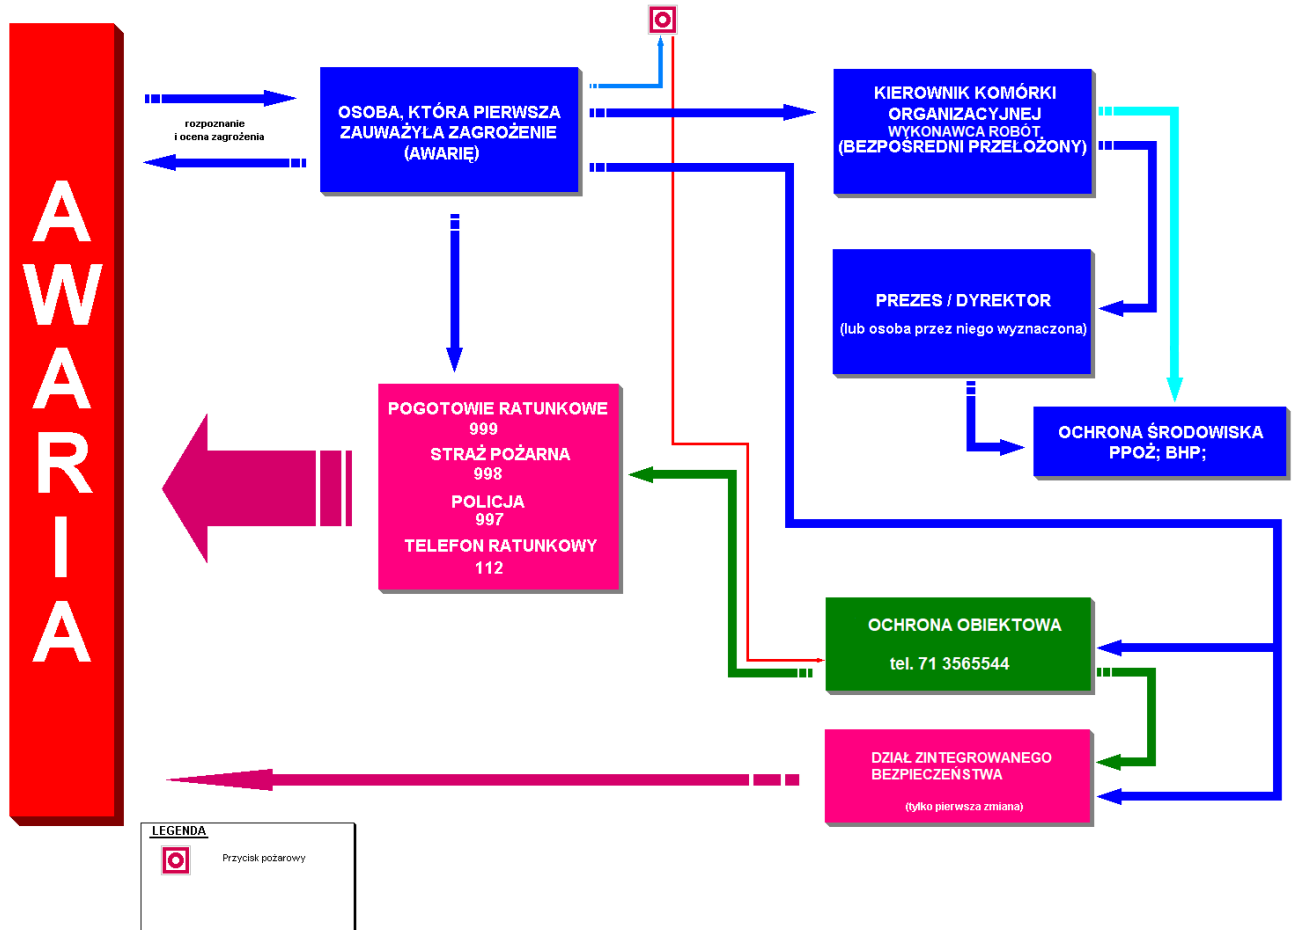 AWARIA
rozpoznanie
i ocena zagrożenia
OSOBA, KTÓRA PIERWSZA
ZAUWAŻYŁA ZAGROŻENIE
(AWARIĘ)
KIEROWNIK KOMÓRKI
ORGANIZACYJNEJ
WYKONAWCA ROBÓT
(BEZPOŚREDNI PRZEŁOŻONY)
PREZES / DYREKTOR
(lub osoba przez niego wyznaczona)
OCHRONA ŚRODOWISKA
PPOŻ; BHP;
POGOTOWIE RATUNKOWE
999
STRAŻ POŻARNA
998
POLICJA
997
TELEFON RATUNKOWY
112
OCHRONA OBIEKTOWA
tel. 71 3565544
DZIAŁ ZINTEGROWANEGO
BEZPIECZEŃSTWA
(tylko pierwsza zmiana)
LEGENDA
Przycisk pożarowy